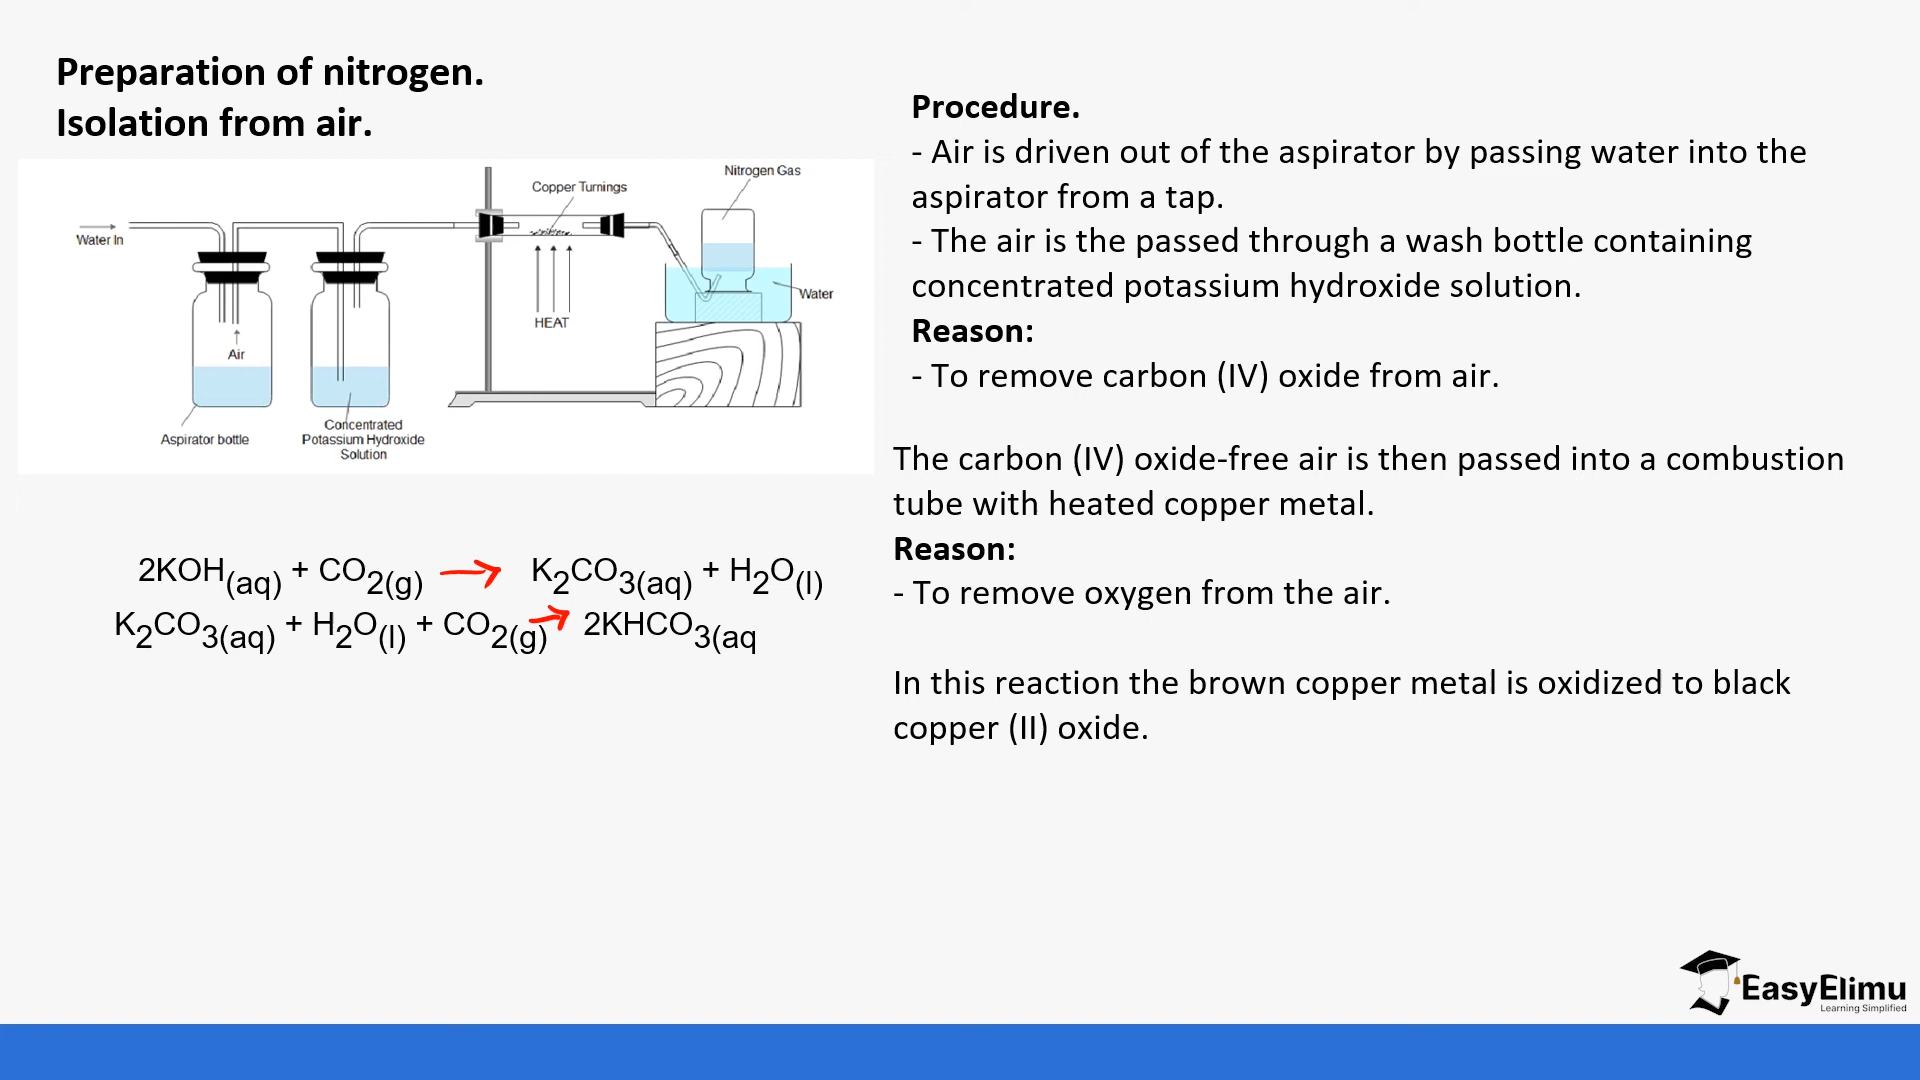 Preparation of nitrogen.
Isolation from air.
Nitrogen Gas
Copper Turnings
Water In
Water
HEAT
Air
Aspirator bottle
Concentrated
Potassium Hydroxide
Solution
2KOH(aq) + CO2(g) → K2CO3(aq) + H2O(l)
K2CO3(aq) + H2O(l) + CO2(g) → 2KHCO3(aq
Procedure.
- Air is driven out of the aspirator by passing water into the
aspirator from a tap.
- The air is the passed through a wash bottle containing
concentrated potassium hydroxide solution.
Reason:
- To remove carbon (IV) oxide from air.
The carbon (IV) oxide-free air is then passed into a combustion
tube with heated copper metal.
Reason:
- To remove oxygen from the air.
In this reaction the brown copper metal is oxidized to black
copper (II) oxide.
EasyElimu
Learning Simplified